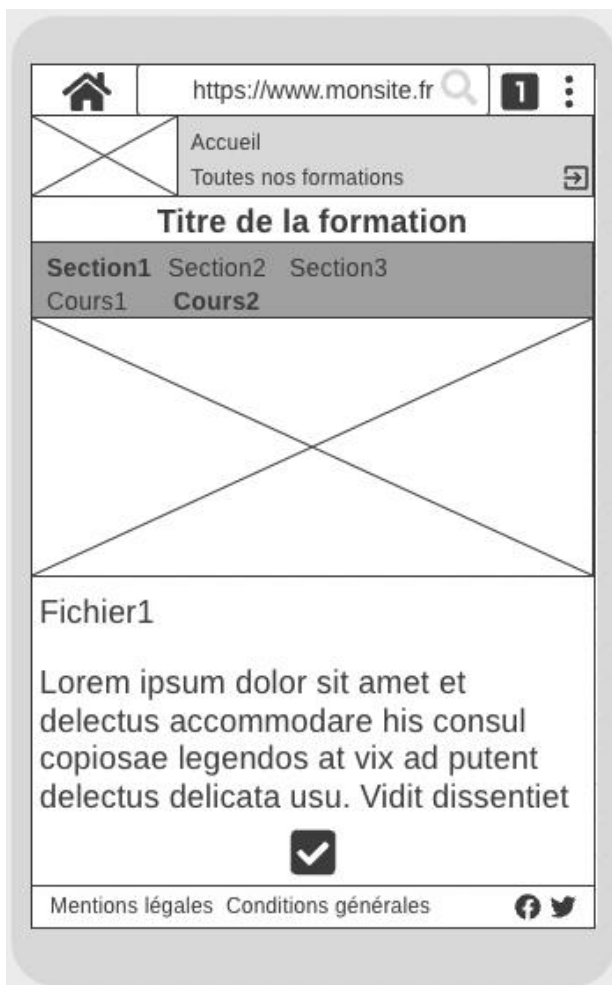 https://www.monsite.fr 1
Accueil
Toutes nos formations
Titre de la formation
Section1 Section2 Section3
Cours1 Cours2
Fichier1
Lorem ipsum dolor sit amet et
delectus accommodare his consul
copiosae legendos at vix ad putent
delectus delicata usu. Vidit dissentiet
Mentions légales Conditions générales